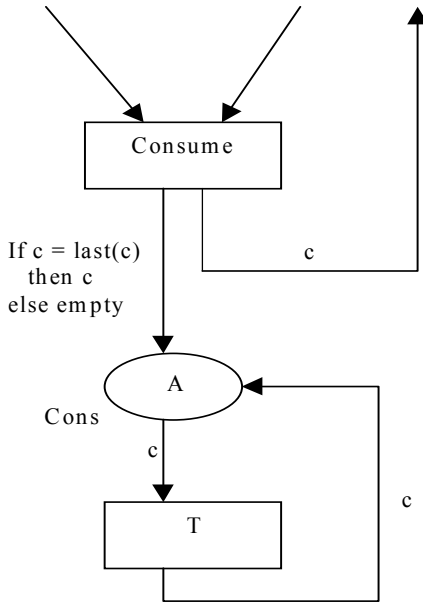 Consume
c
If c = last(c)
then c
else empty
A
Cons
c
c
T